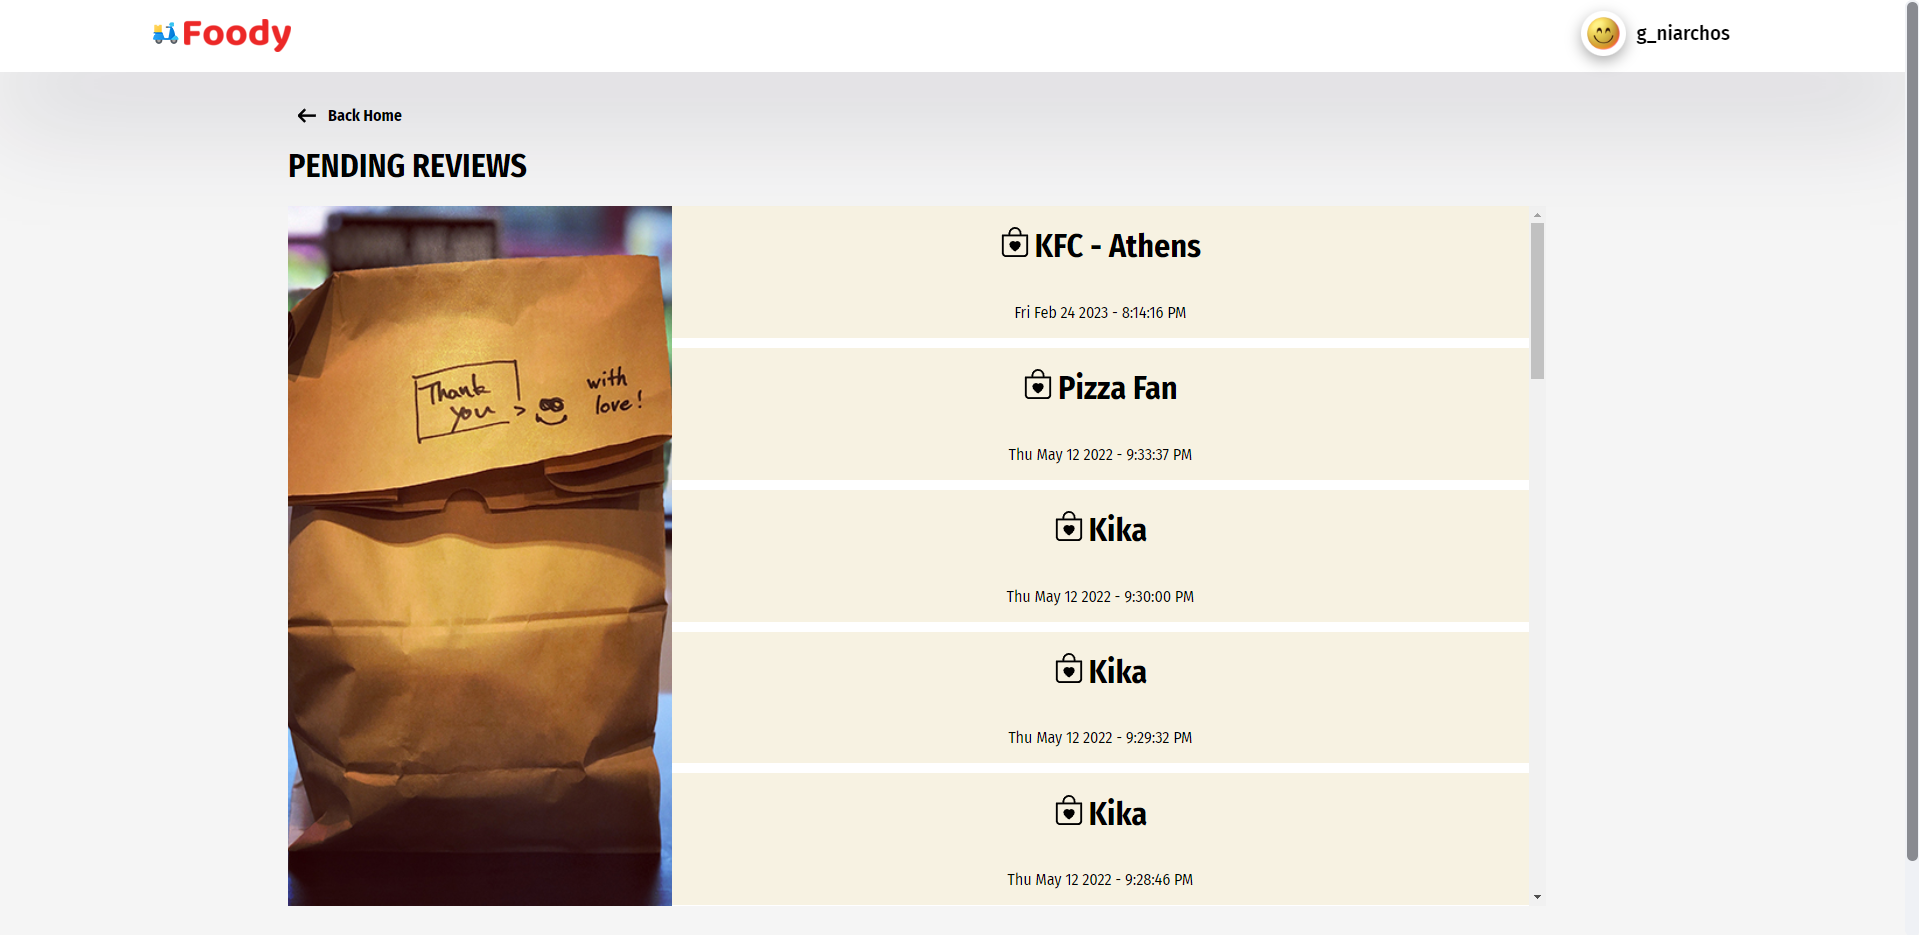 Foody
g_niarchos
Back Home
PENDING REVIEWS
Thank you > with love!
KFC - Athens
Fri Feb 24 2023 - 8:14:16 PM
Pizza Fan
Thu May 12 2022 - 9:33:37 PM
Kika
Thu May 12 2022 - 9:30:00 PM
Kika
Thu May 12 2022 - 9:29:32 PM
Kika
Thu May 12 2022 - 9:28:46 PM